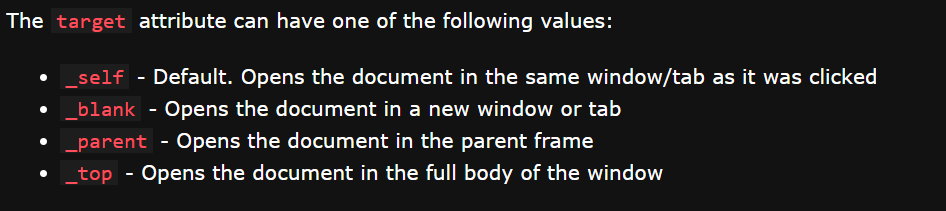 The target attribute can have one of the following values:
• _self - Default. Opens the document in the same window/tab as it was clicked
• _blank - Opens the document in a new window or tab
• _parent - Opens the document in the parent frame
• _top - Opens the document in the full body of the window